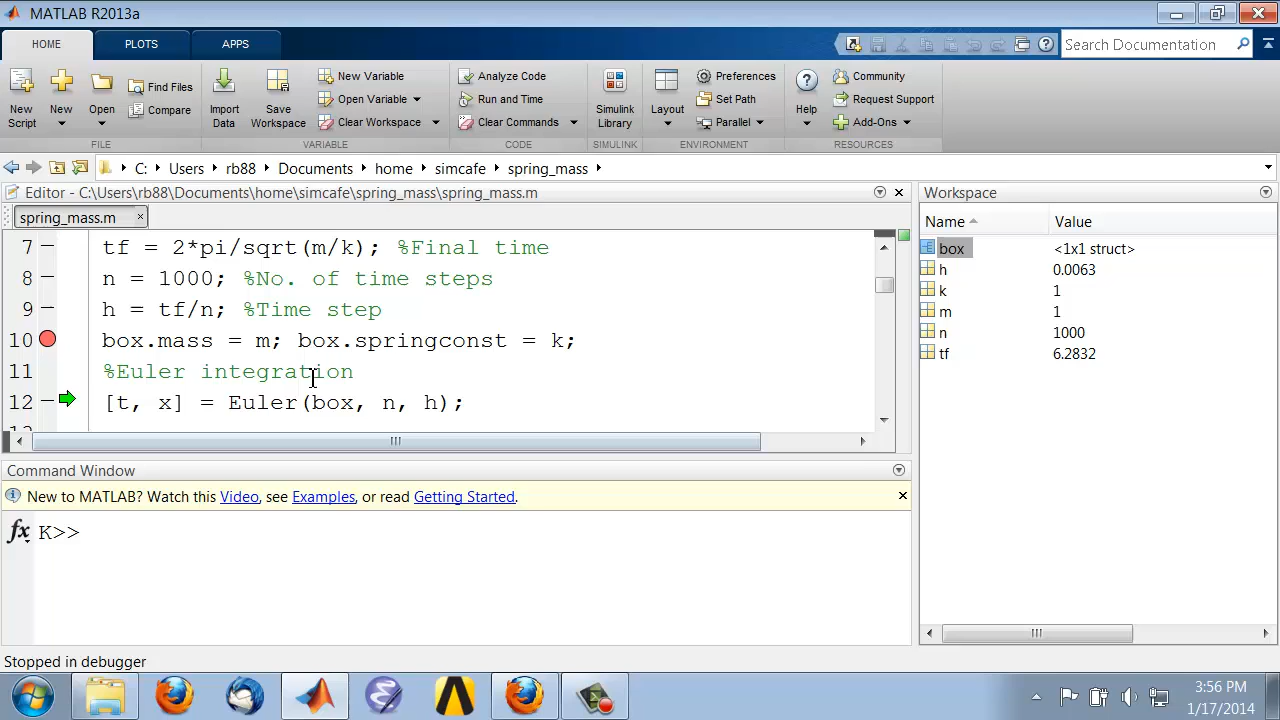 MATLAB R2013a
HOME PLOTS APPS
Search Documentation
New Script
New
Open
Find Files
Compare
FILE
Import Data
Save Workspace
New Variable
Open Variable
Clear Workspace
VARIABLE
Analyze Code
Run and Time
Clear Commands
CODE
Simulink Library
SIMULINK
Layout
Preferences
Set Path
Parallel
ENVIRONMENT
Help
Community
Request Support
Add-Ons
RESOURCES
C: Users rb88 Documents home simcafe spring_mass
Editor - C:\Users\rb88\Documents\home\simcafe\spring_mass\spring_mass.m
spring_mass.m
7 tf = 2*pi/sqrt(m/k); %Final time
8 n = 1000; %No. of time steps
9 h = tf/n; %Time step
10 box.mass = m; box.springconst = k;
11 %Euler integration
12 [t, x] = Euler(box, n, h);
Command Window
New to MATLAB? Watch this Video, see Examples, or read Getting Started.
fx K>>
Workspace
Name Value
box <1x1 struct>
h 0.0063
k 1
m 1
n 1000
tf 6.2832
Stopped in debugger
3:56 PM
1/17/2014